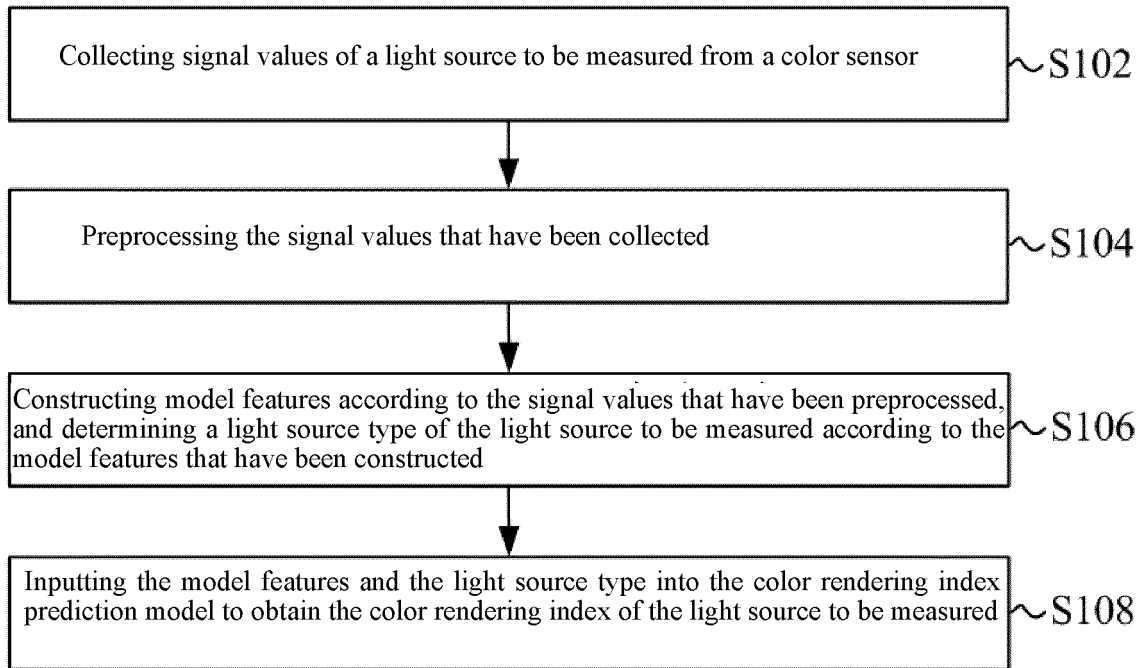 Collecting signal values of a light source to be measured from a color sensor
S102
Preprocessing the signal values that have been collected
S104
Constructing model features according to the signal values that have been preprocessed,
and determining a light source type of the light source to be measured according to the
model features that have been constructed
S106
Inputting the model features and the light source type into the color rendering index
prediction model to obtain the color rendering index of the light source to be measured
S108